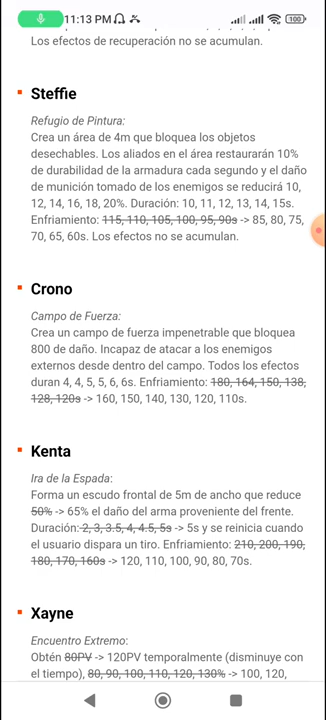 11:13 PM
100
Los efectos de recuperación no se acumulan.
Steffie
Refugio de Pintura:
Crea un área de 4m que bloquea los objetos
desechables. Los aliados en el área restaurarán 10%
de durabilidad de la armadura cada segundo y el daño
de munición tomado de los enemigos se reducirá 10,
12, 14, 16, 18, 20%. Duración: 10, 11, 12, 13, 14, 15s.
Enfriamiento: 115, 110, 105, 100, 95, 90s -> 85, 80, 75,
70, 65, 60s. Los efectos no se acumulan.
Crono
Campo de Fuerza:
Crea un campo de fuerza impenetrable que bloquea
800 de daño. Incapaz de atacar a los enemigos
externos desde dentro del campo. Todos los efectos
duran 4, 4, 5, 5, 6, 6s. Enfriamiento: 180, 164, 150, 138,
128, 120s -> 160, 150, 140, 130, 120, 110s.
Kenta
Ira de la Espada:
Forma un escudo frontal de 5m de ancho que reduce
50% -> 65% el daño del arma proveniente del frente.
Duración: 2, 3, 3.5, 4, 4.5, 5s -> 5s y se reinicia cuando
el usuario dispara un tiro. Enfriamiento: 210, 200, 190,
180, 170, 160s -> 120, 110, 100, 90, 80, 70s.
Xayne
Encuentro Extremo:
Obtén 80PV -> 120PV temporalmente (disminuye con
el tiempo), 80, 90, 100, 110, 120, 130% -> 100, 120,